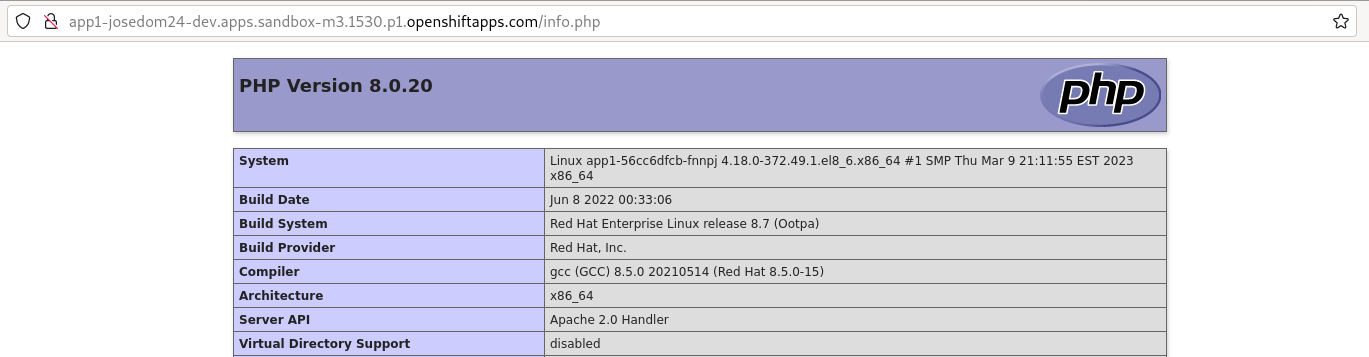 app1-josedom24-dev.apps.sandbox-m3.1530.p1.openshiftapps.com/info.php
PHP Version 8.0.20
php
System Linux app1-56cc6dfcb-fnnpj 4.18.0-372.49.1.el8_6.x86_64 #1 SMP Thu Mar 9 21:11:55 EST 2023
x86_64
Build Date Jun 8 2022 00:33:06
Build System Red Hat Enterprise Linux release 8.7 (Ootpa)
Build Provider Red Hat, Inc.
Compiler gcc (GCC) 8.5.0 20210514 (Red Hat 8.5.0-15)
Architecture x86_64
Server API Apache 2.0 Handler
Virtual Directory Support disabled